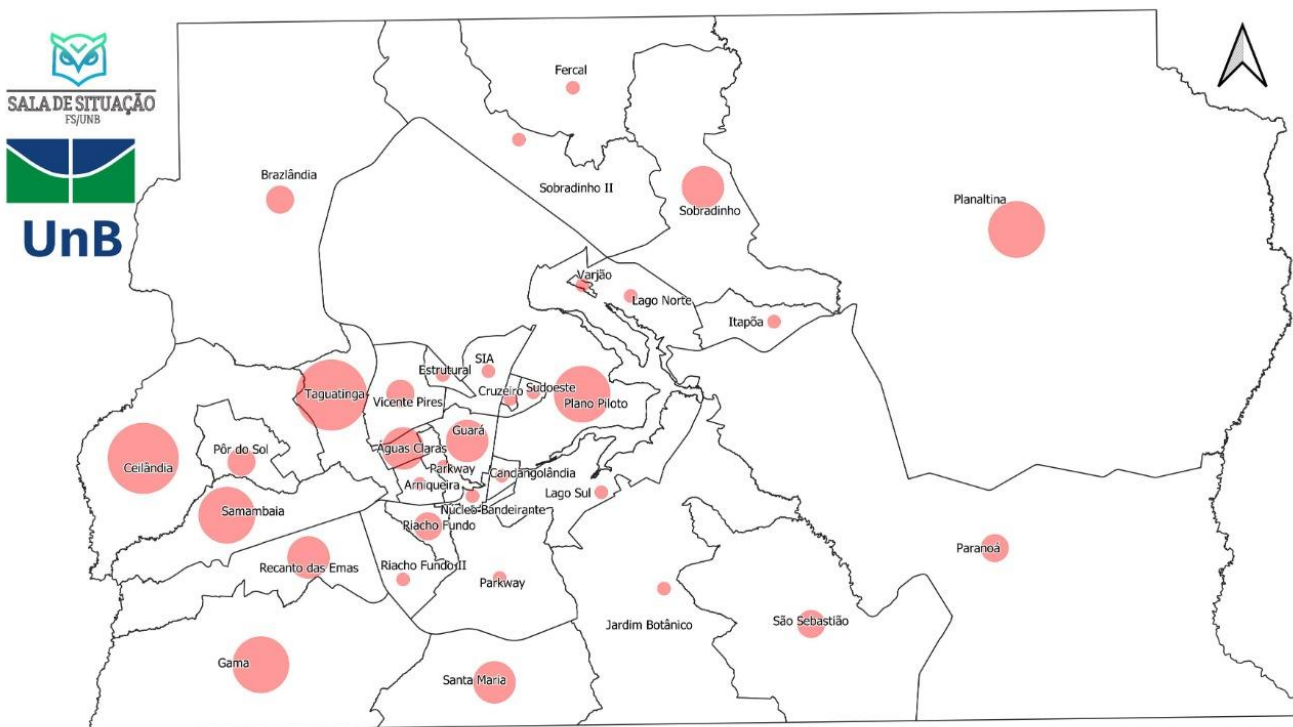 SALA DE SITUAÇÃO
FS/UNB
UnB
Fercal
Brazlândia
Sobradinho II
Sobradinho
Planaltina
Varjão
Lago Norte
Itapõa
SIA
Estrutural
Taguatinga
Vicente Pires
Cruzeiro
Sudoeste
Plano Piloto
Guará
Águas Claras
Pôr do Sol
Ceilândia
Parkway
Candangolândia
Arniqueira
Lago Sul
Núcleo Bandeirante
Samambaia
Riacho Fundo
Recanto das Emas
Riacho Fundo II
Parkway
Paranoá
São Sebastião
Jardim Botânico
Gama
Santa Maria